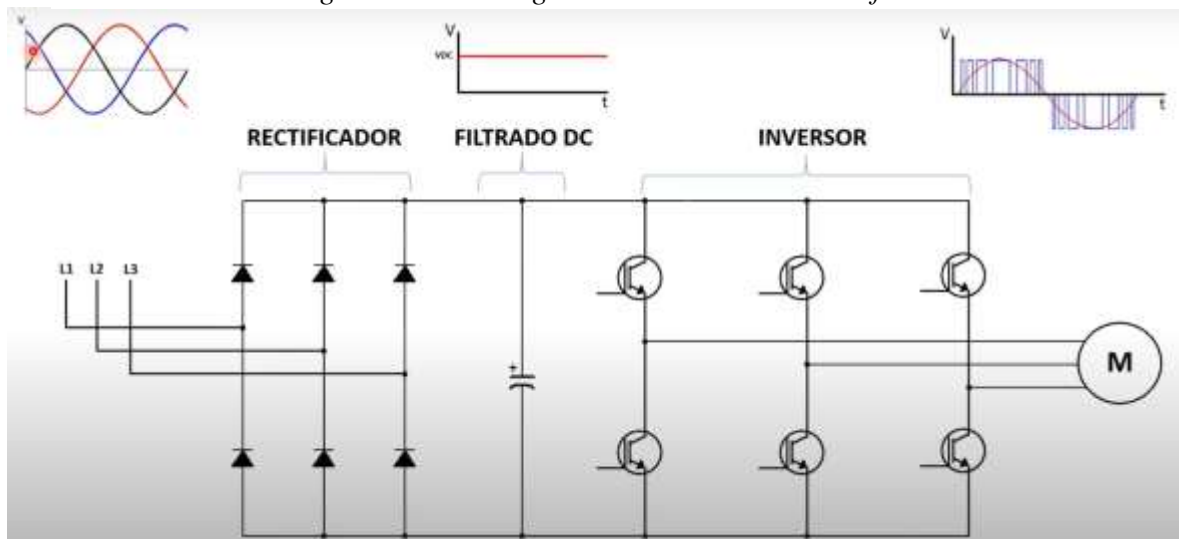 V
V
VDC
t
V
t
RECTIFICADOR
FILTRADO DC
INVERSOR
L1 L2 L3
+
M